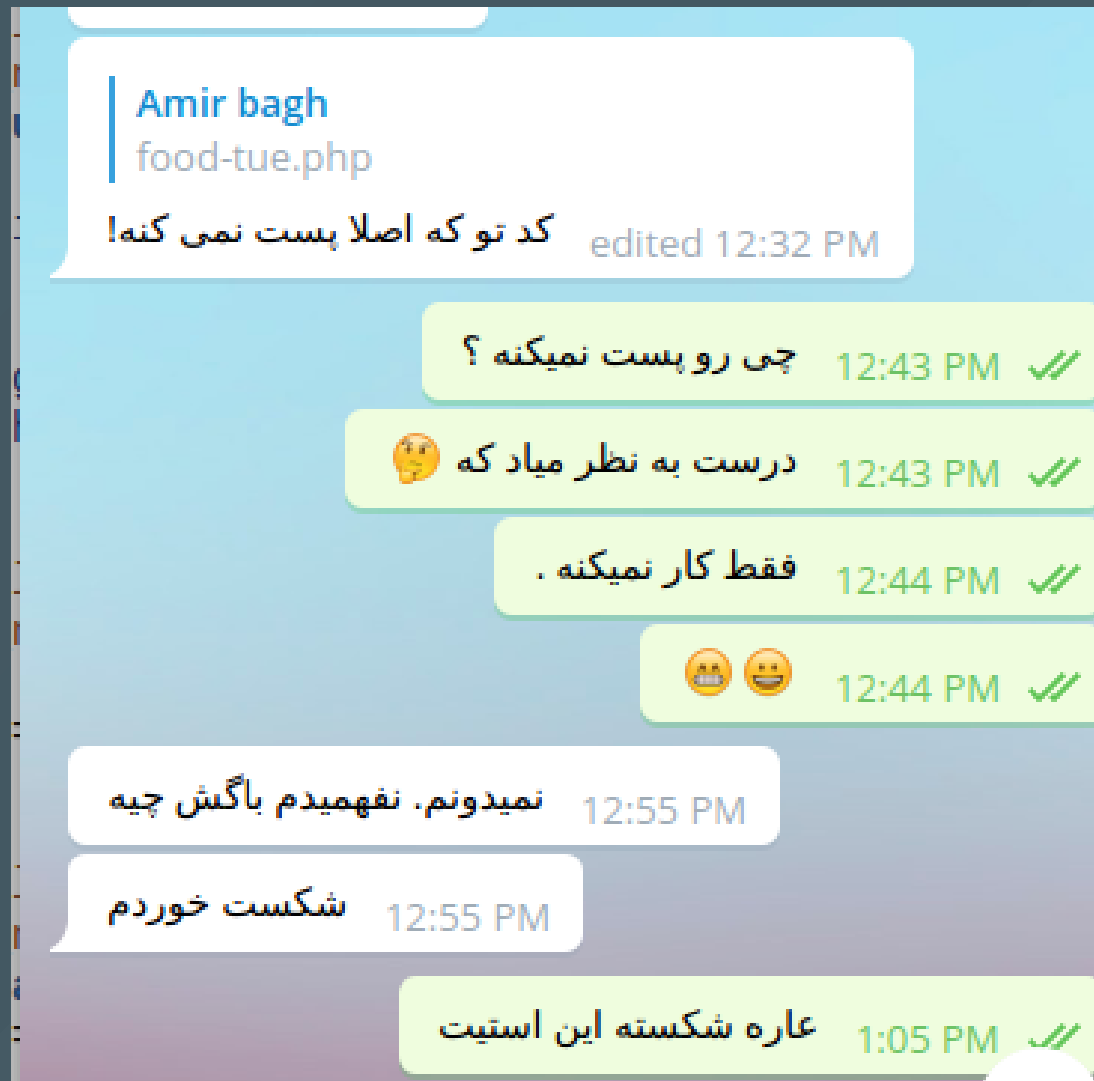 Amir bagh
food-tue.php
کد تو که اصلا پست نمی کنه!
edited 12:32 PM
چی رو پست نمیکنه ؟
12:43 PM
درست به نظر میاد که 🤔
12:43 PM
فقط کار نمیکنه .
12:44 PM
😀😬
12:44 PM
نمیدونم. نفهمیدم باگش چیه
12:55 PM
شکست خوردم
12:55 PM
عاره شکسته این استیت
1:05 PM